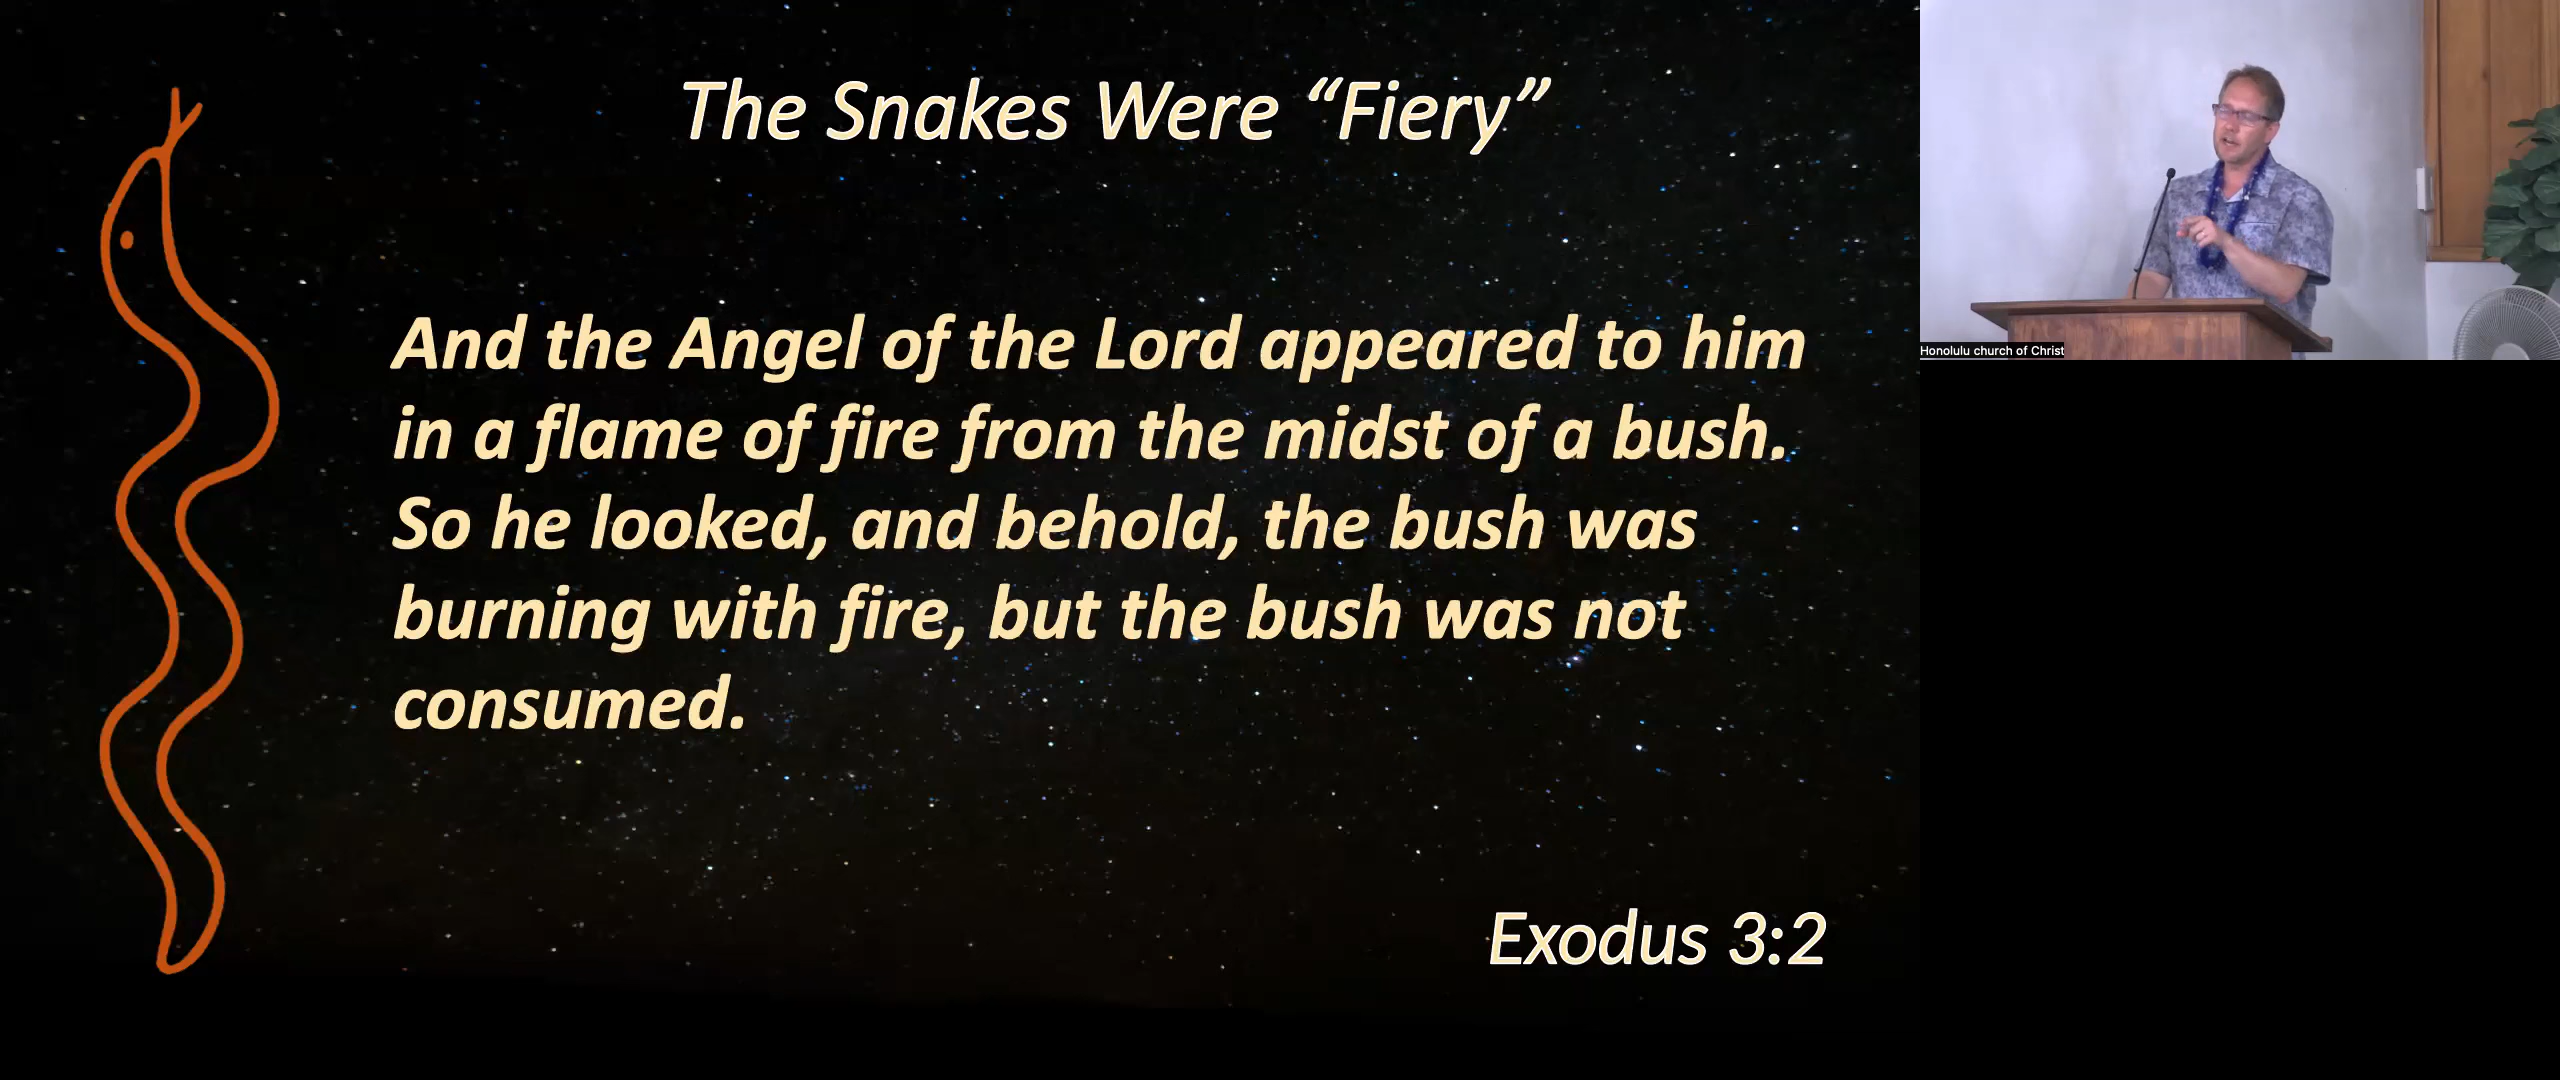 The Snakes Were “Fiery”
And the Angel of the Lord appeared to him
in a flame of fire from the midst of a bush.
So he looked, and behold, the bush was
burning with fire, but the bush was not
consumed.
Exodus 3:2
Honolulu church of Christ